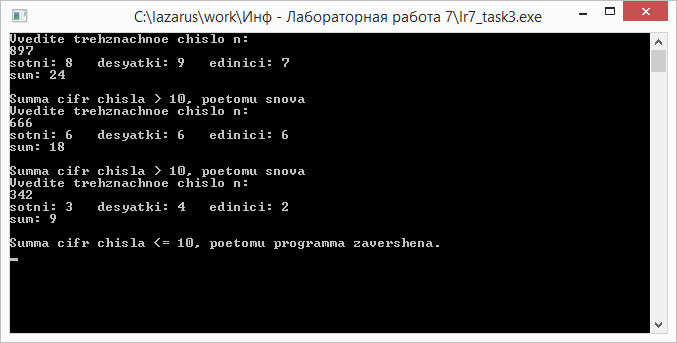 C:\lazarus\work\Инф - Лабораторная работа 7\lr7_task3.exe
Vvedite trehznachnoe chislo n:
897
sotni: 8 desyatki: 9 edinici: 7
sum: 24
Summa cifr chisla > 10, poetomu snova
Vvedite trehznachnoe chislo n:
666
sotni: 6 desyatki: 6 edinici: 6
sum: 18
Summa cifr chisla > 10, poetomu snova
Vvedite trehznachnoe chislo n:
342
sotni: 3 desyatki: 4 edinici: 2
sum: 9
Summa cifr chisla <= 10, poetomu programma zavershena.